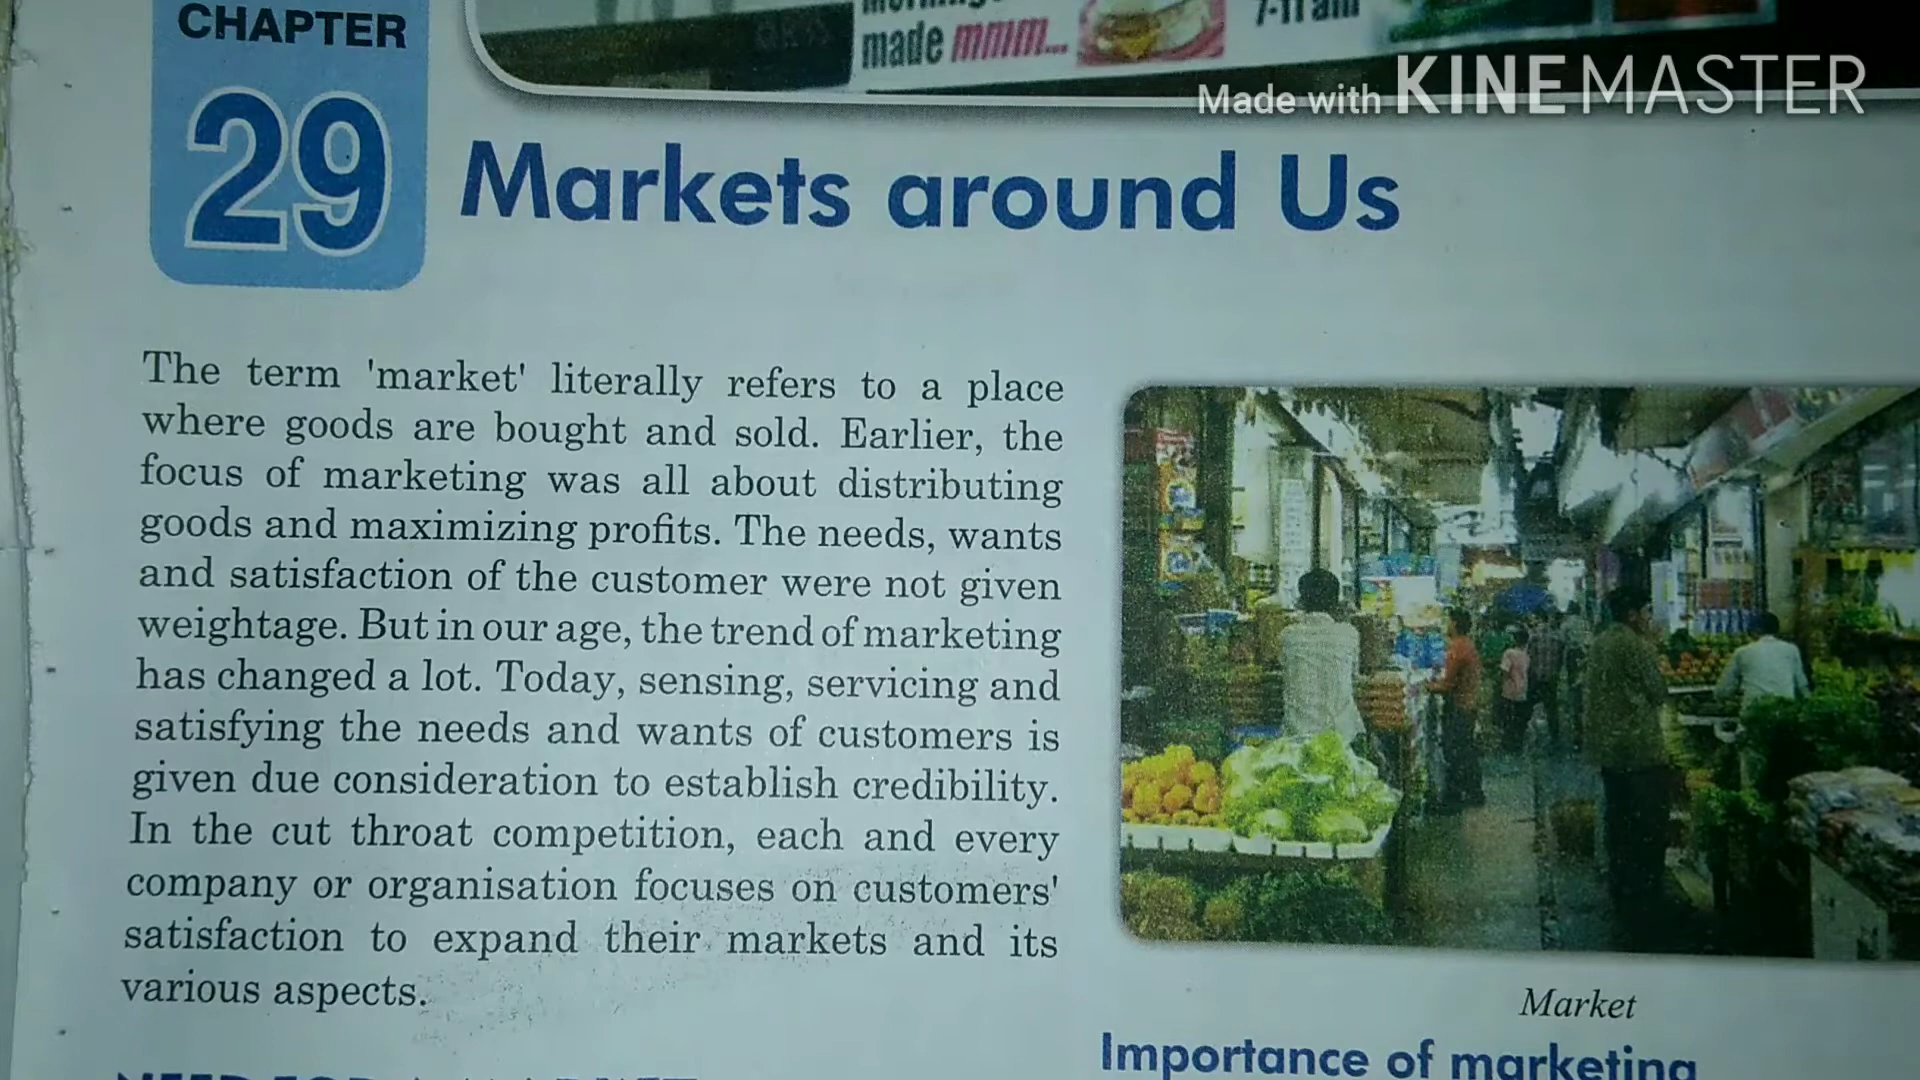 CHAPTER
29
made mmm...
7-11 am
Made with KINEMASTER
Markets around Us
The term 'market' literally refers to a place
where goods are bought and sold. Earlier, the
focus of marketing was all about distributing
goods and maximizing profits. The needs, wants
and satisfaction of the customer were not given
weightage. But in our age, the trend of marketing
has changed a lot. Today, sensing, servicing and
satisfying the needs and wants of customers is
given due consideration to establish credibility.
In the cut throat competition, each and every
company or organisation focuses on customers'
satisfaction to expand their markets and its
various aspects.
Market
Importance of marketing